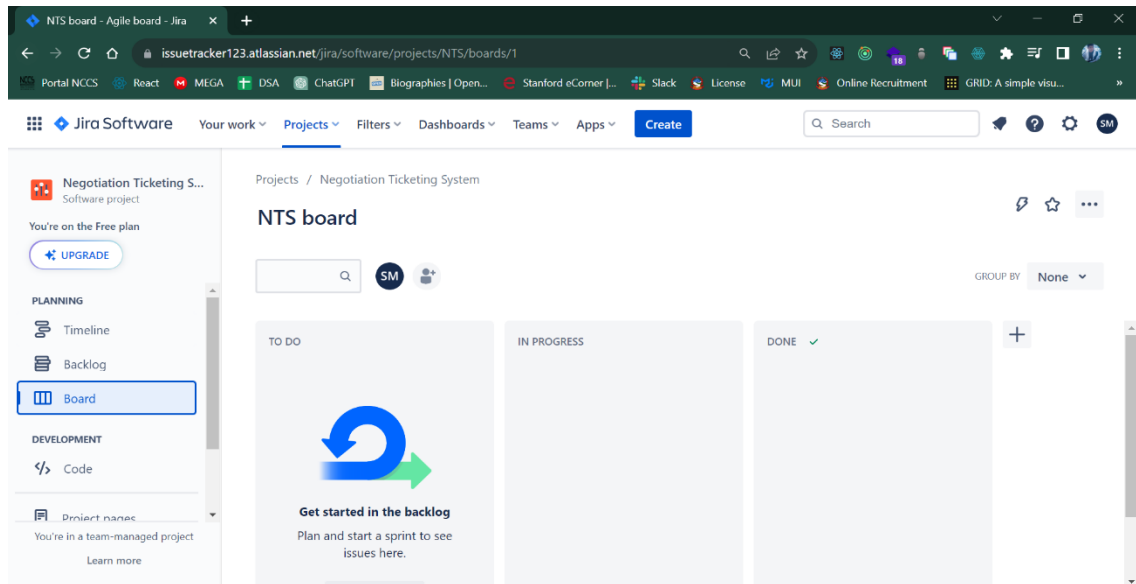 NTS board - Agile board - Jira
issuetracker123.atlassian.net/jira/software/projects/NTS/boards/1
18
Portal NCCS React MEGA DSA ChatGPT Biographies | Open... Stanford eCorner |... Slack License MUI Online Recruitment GRID: A simple visu... »
Jira Software Your work Projects Filters Dashboards Teams Apps Create Search SM
Negotiation Ticketing S...
Software project
You're on the Free plan
UPGRADE
PLANNING
Timeline
Backlog
Board
DEVELOPMENT
Code
Project pages
You're in a team-managed project
Learn more
Projects / Negotiation Ticketing System
NTS board
SM
GROUP BY None
TO DO IN PROGRESS DONE
Get started in the backlog
Plan and start a sprint to see
issues here.